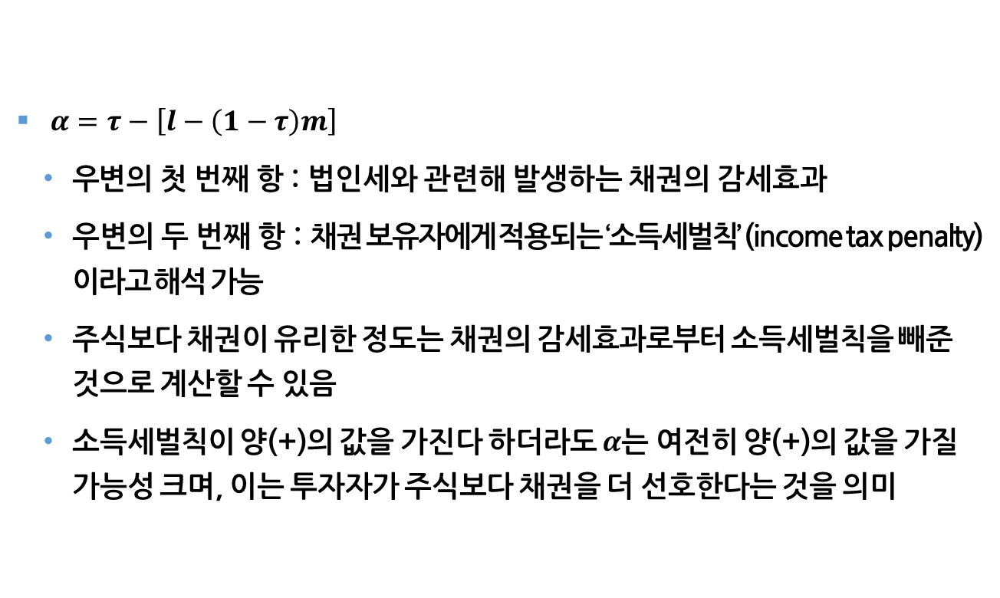 ▪ α = τ − [l − (1 − τ)m]
• 우변의 첫 번째 항 : 법인세와 관련해 발생하는 채권의 감세효과
• 우변의 두 번째 항 : 채권 보유자에게 적용되는 ‘소득세벌칙’ (income tax penalty)
이라고 해석 가능
• 주식보다 채권이 유리한 정도는 채권의 감세효과로부터 소득세벌칙을 빼준
것으로 계산할 수 있음
• 소득세벌칙이 양(+)의 값을 가진다 하더라도 α는 여전히 양(+)의 값을 가질
가능성 크며, 이는 투자자가 주식보다 채권을 더 선호한다는 것을 의미